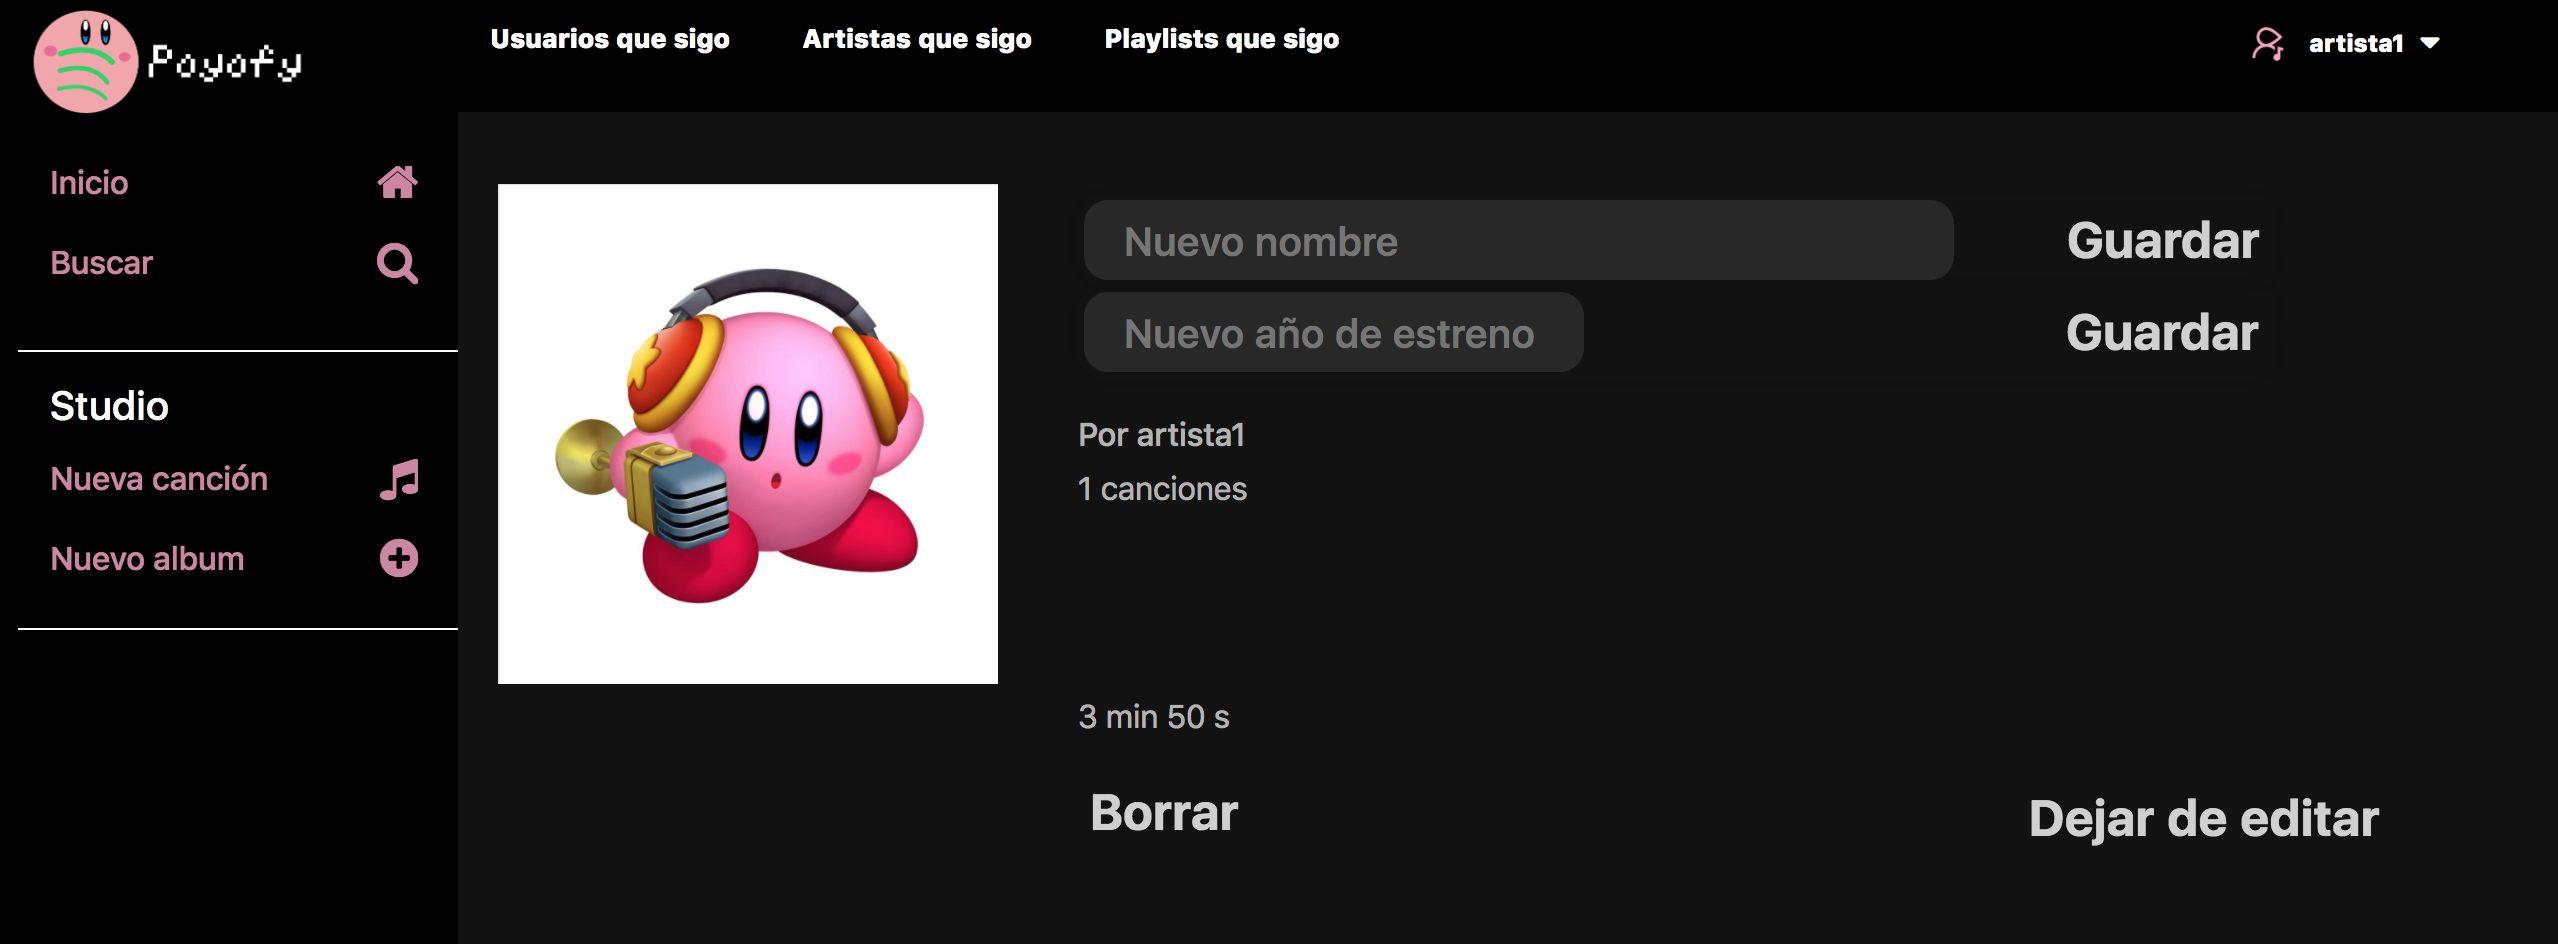 Poyofy
Usuarios que sigo
Artistas que sigo
Playlists que sigo
artista1
Inicio
Buscar
Studio
Nueva canción
Nuevo album
Nuevo nombre
Guardar
Nuevo año de estreno
Guardar
Por artista1
1 canciones
3 min 50 s
Borrar
Dejar de editar